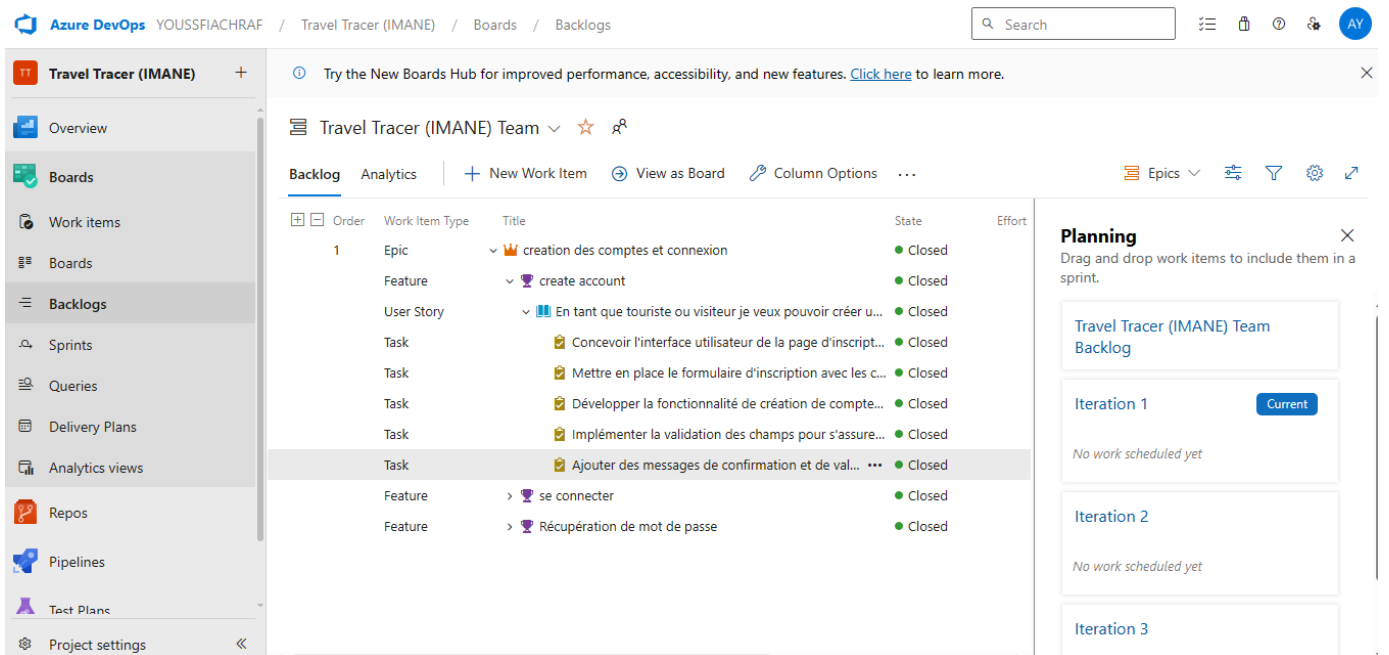 Azure DevOps YOUSSFIACHRAF / Travel Tracer (IMANE) / Boards / Backlogs
Search
AY
TT Travel Tracer (IMANE)
Overview
Boards
Work items
Boards
Backlogs
Sprints
Queries
Delivery Plans
Analytics views
Repos
Pipelines
Test Plans
Project settings
Try the New Boards Hub for improved performance, accessibility, and new features. Click here to learn more.
Travel Tracer (IMANE) Team
Backlog Analytics New Work Item View as Board Column Options ... Epics
Order Work Item Type Title State Effort
1 Epic creation des comptes et connexion Closed
Feature create account Closed
User Story En tant que touriste ou visiteur je veux pouvoir créer u... Closed
Task Concevoir l'interface utilisateur de la page d'inscript... Closed
Task Mettre en place le formulaire d'inscription avec les c... Closed
Task Développer la fonctionnalité de création de compte... Closed
Task Implémenter la validation des champs pour s'assure... Closed
Task Ajouter des messages de confirmation et de val... ••• Closed
Feature se connecter Closed
Feature Récupération de mot de passe Closed
Planning
Drag and drop work items to include them in a
sprint.
Travel Tracer (IMANE) Team
Backlog
Iteration 1 Current
No work scheduled yet
Iteration 2
No work scheduled yet
Iteration 3